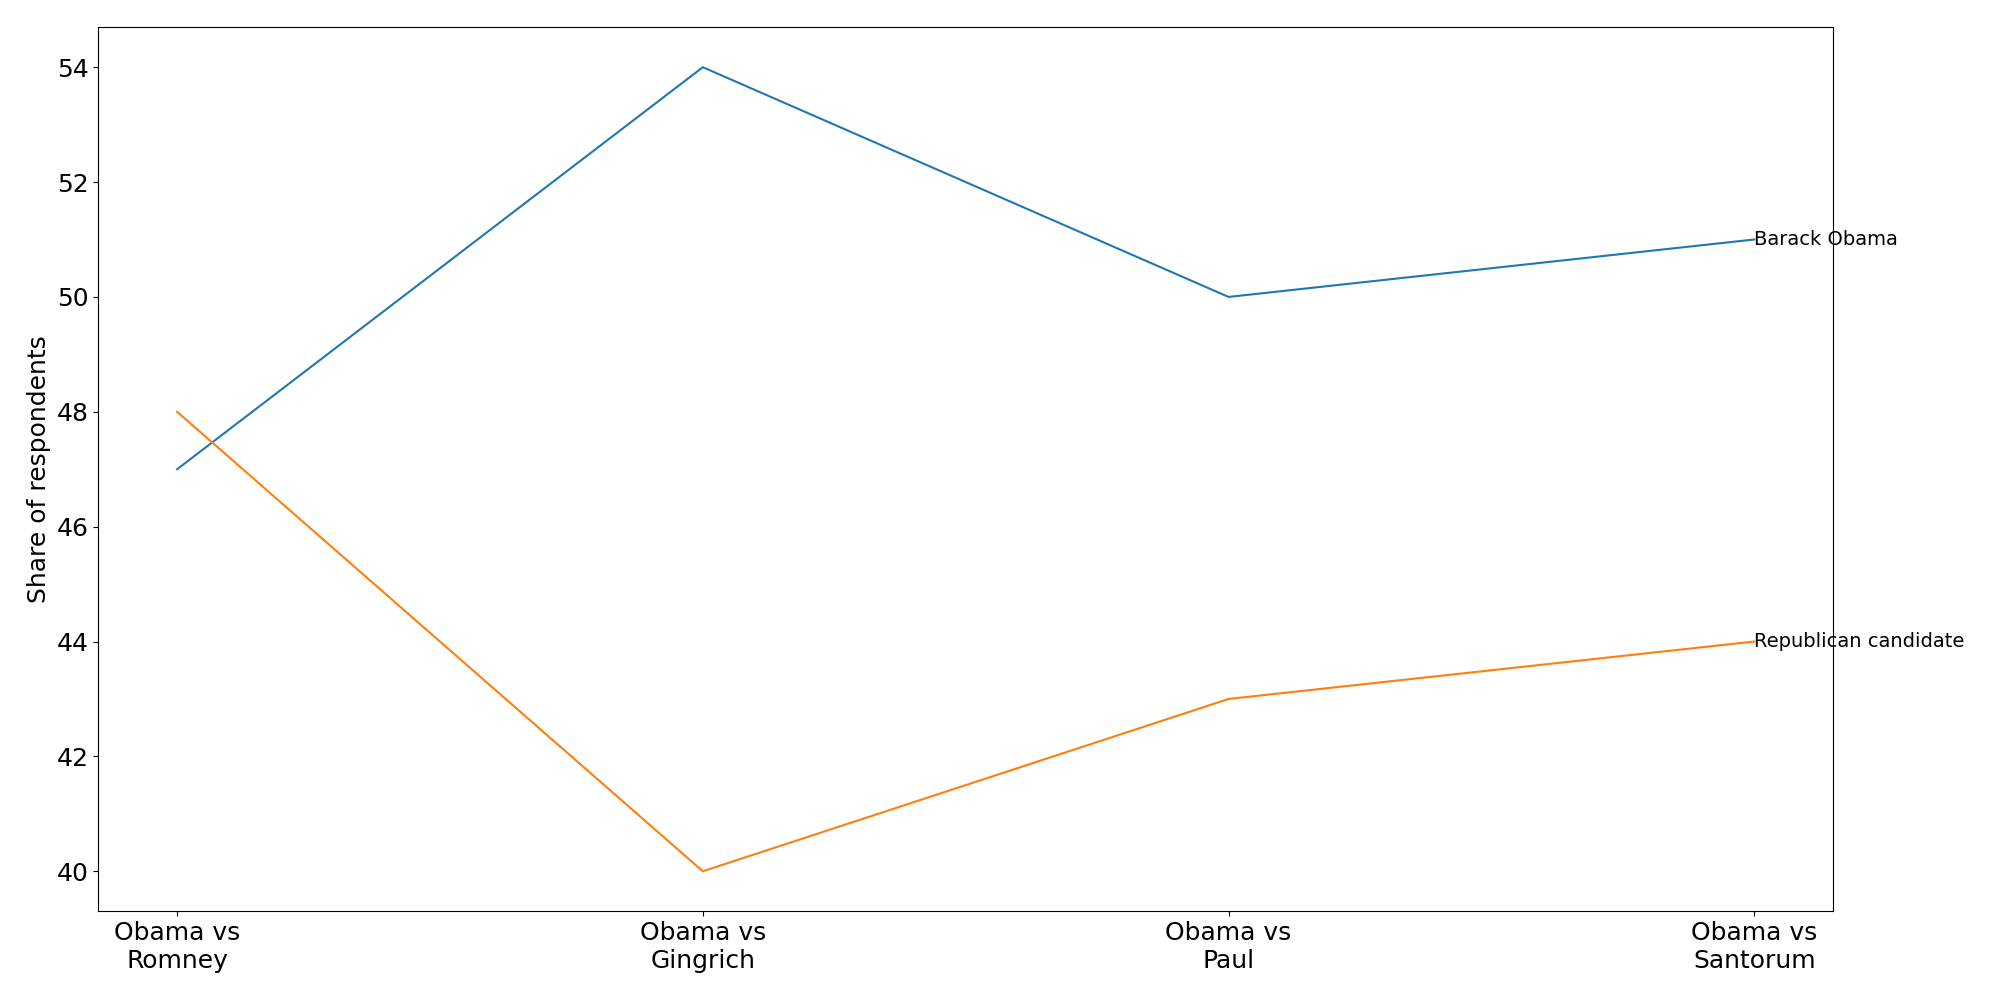 54
52
50
48
46
44
42
40
Share of respondents
Barack Obama
Republican candidate
Obama vs
Romney
Obama vs
Gingrich
Obama vs
Paul
Obama vs
Santorum